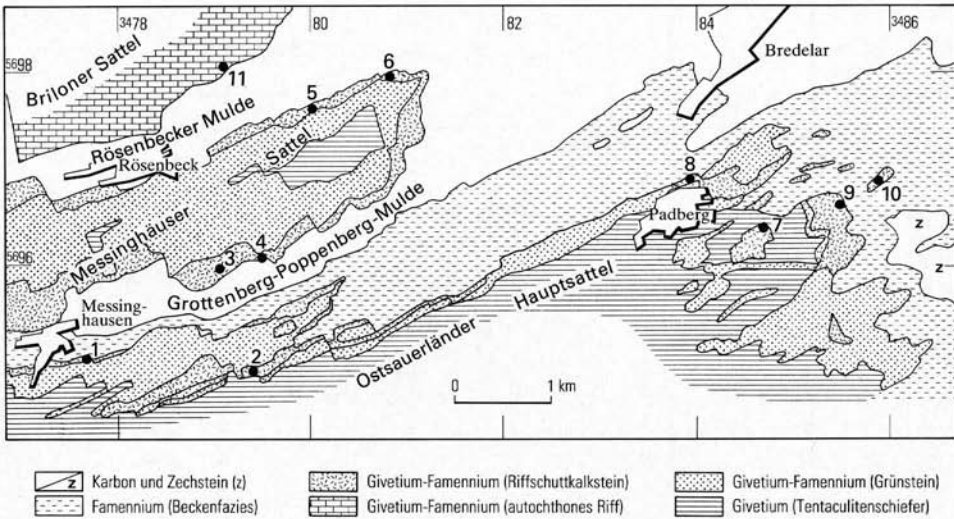 3478
80
82
84
3486
5698
5696
Briloner Sattel
11
Rösenbecker Mulde
Rösenbeck
5
6
Sattel
Messinghäuser
Bredelar
8
Padberg
9
10
7
z
z
3
4
Grottenberg-Poppenberg-Mulde
Messing-
hausen
1
2
Ostsauerländer Hauptsattel
0 1 km
z Karbon und Zechstein (z)
Famennium (Beckenfazies)
Givetium-Famennium (Riffschuttkalkstein)
Givetium-Famennium (autochthones Riff)
Givetium-Famennium (Grünstein)
Givetium (Tentaculitenschiefer)